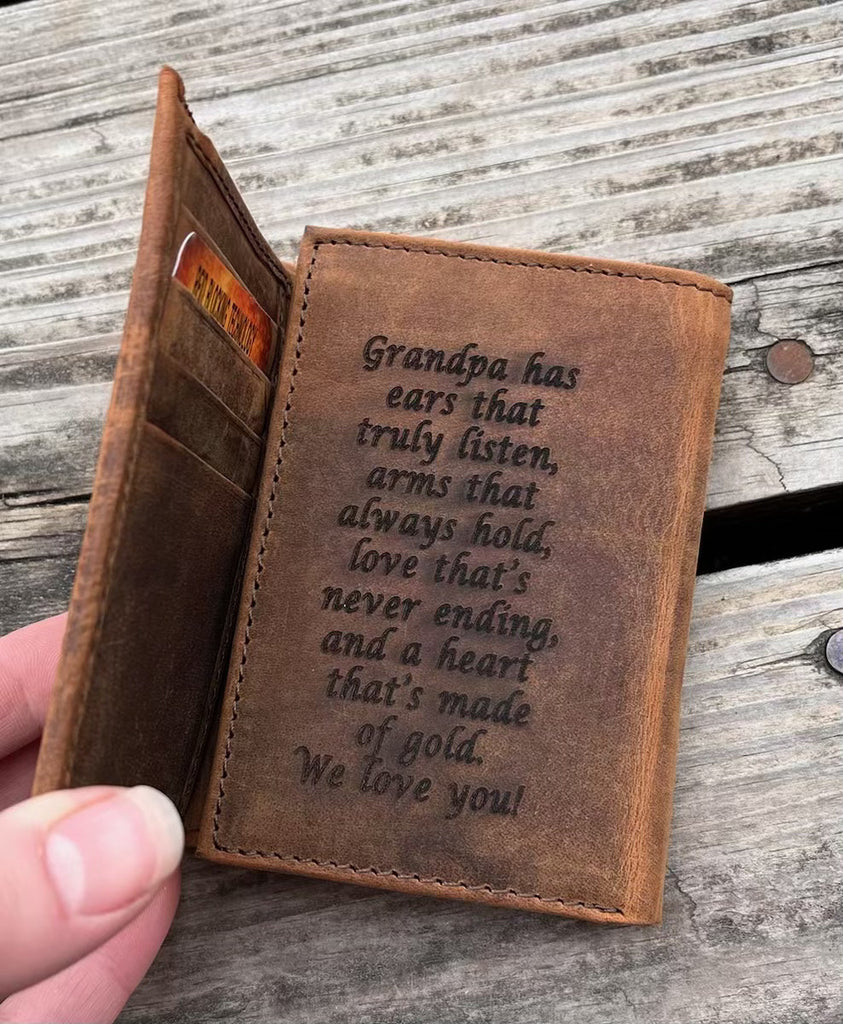 Grandpa has
ears that
truly listen,
arms that
always hold,
love that's
never ending,
and a heart
that's made
of gold.
We love you!